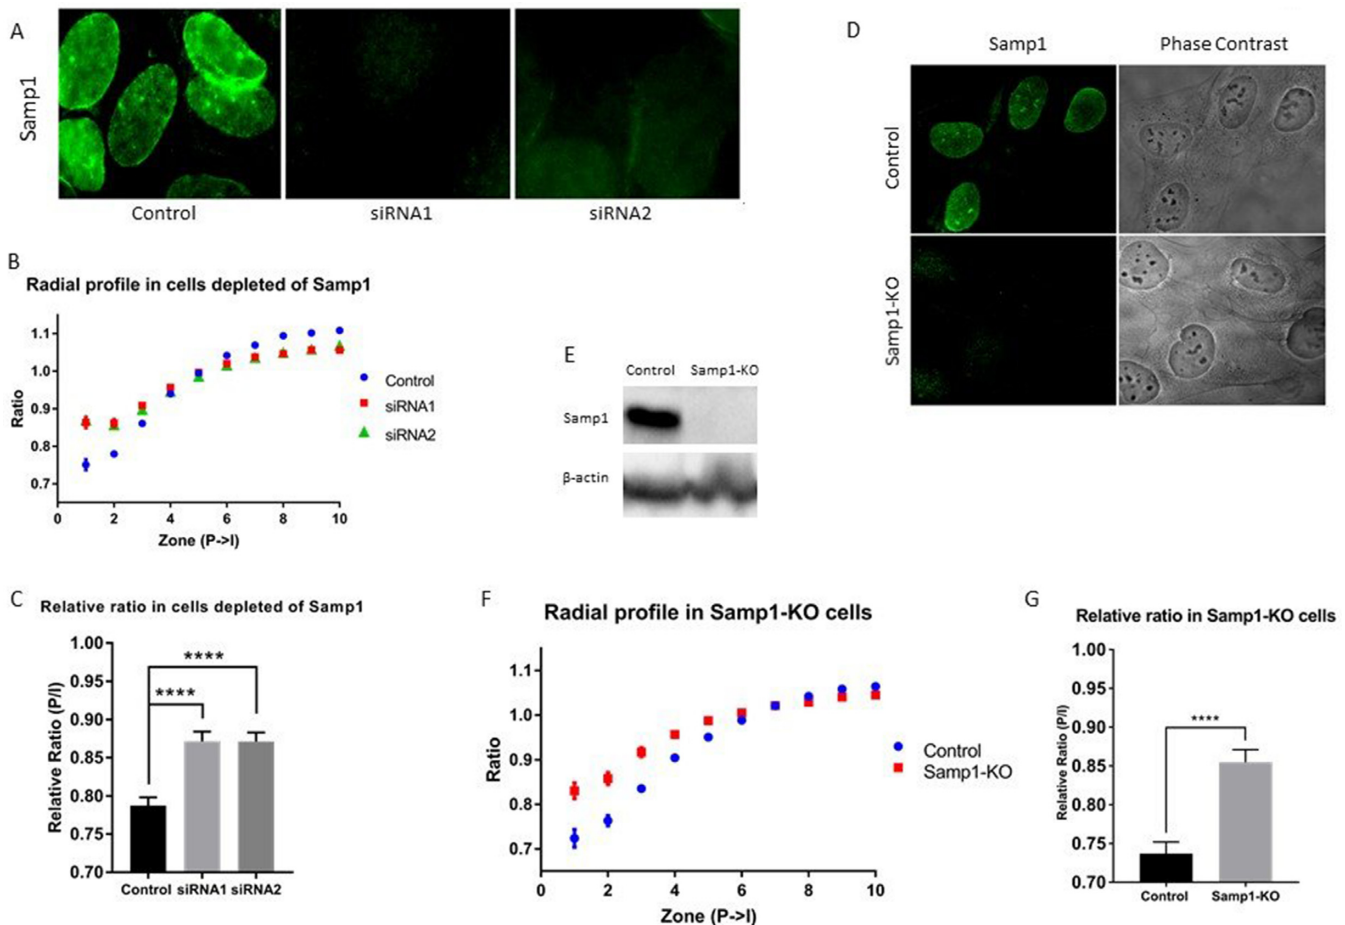 A
Samp1
Control
siRNA1
siRNA2
B
Radial profile in cells depleted of Samp1
Ratio
1.1
1.0
0.9
0.8
0.7
0
2
4
6
8
10
Zone (P->I)
Control
siRNA1
siRNA2
C
Relative ratio in cells depleted of Samp1
Relative Ratio (P/I)
1.00
0.95
0.90
0.85
0.80
0.75
0.70
****
****
Control
siRNA1
siRNA2
D
Samp1
Phase Contrast
Control
Samp1-KO
E
Control
Samp1-KO
Samp1
β-actin
F
Radial profile in Samp1-KO cells
Ratio
1.1
1.0
0.9
0.8
0.7
0
2
4
6
8
10
Zone (P->I)
Control
Samp1-KO
G
Relative ratio in Samp1-KO cells
Relative Ratio (P/I)
1.00
0.95
0.90
0.85
0.80
0.75
0.70
****
Control
Samp1-KO